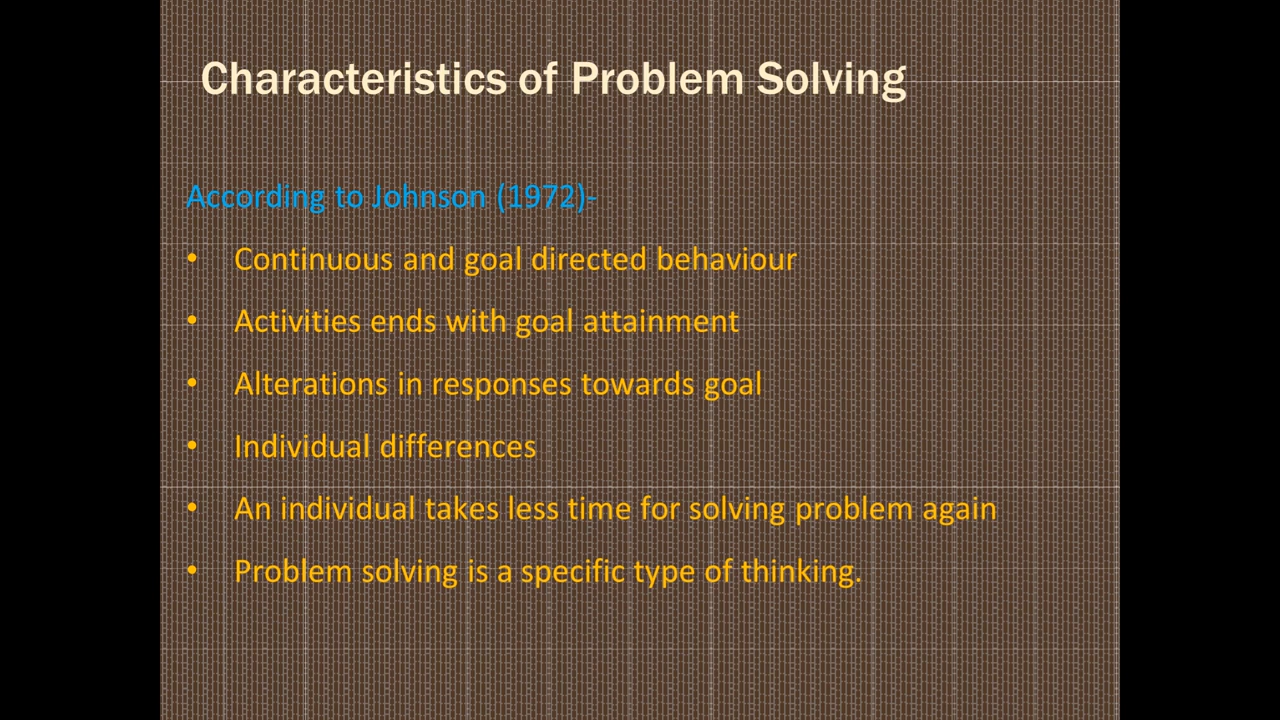 Characteristics of Problem Solving
According to Johnson (1972)-
• Continuous and goal directed behaviour
• Activities ends with goal attainment
• Alterations in responses towards goal
• Individual differences
• An individual takes less time for solving problem again
• Problem solving is a specific type of thinking.